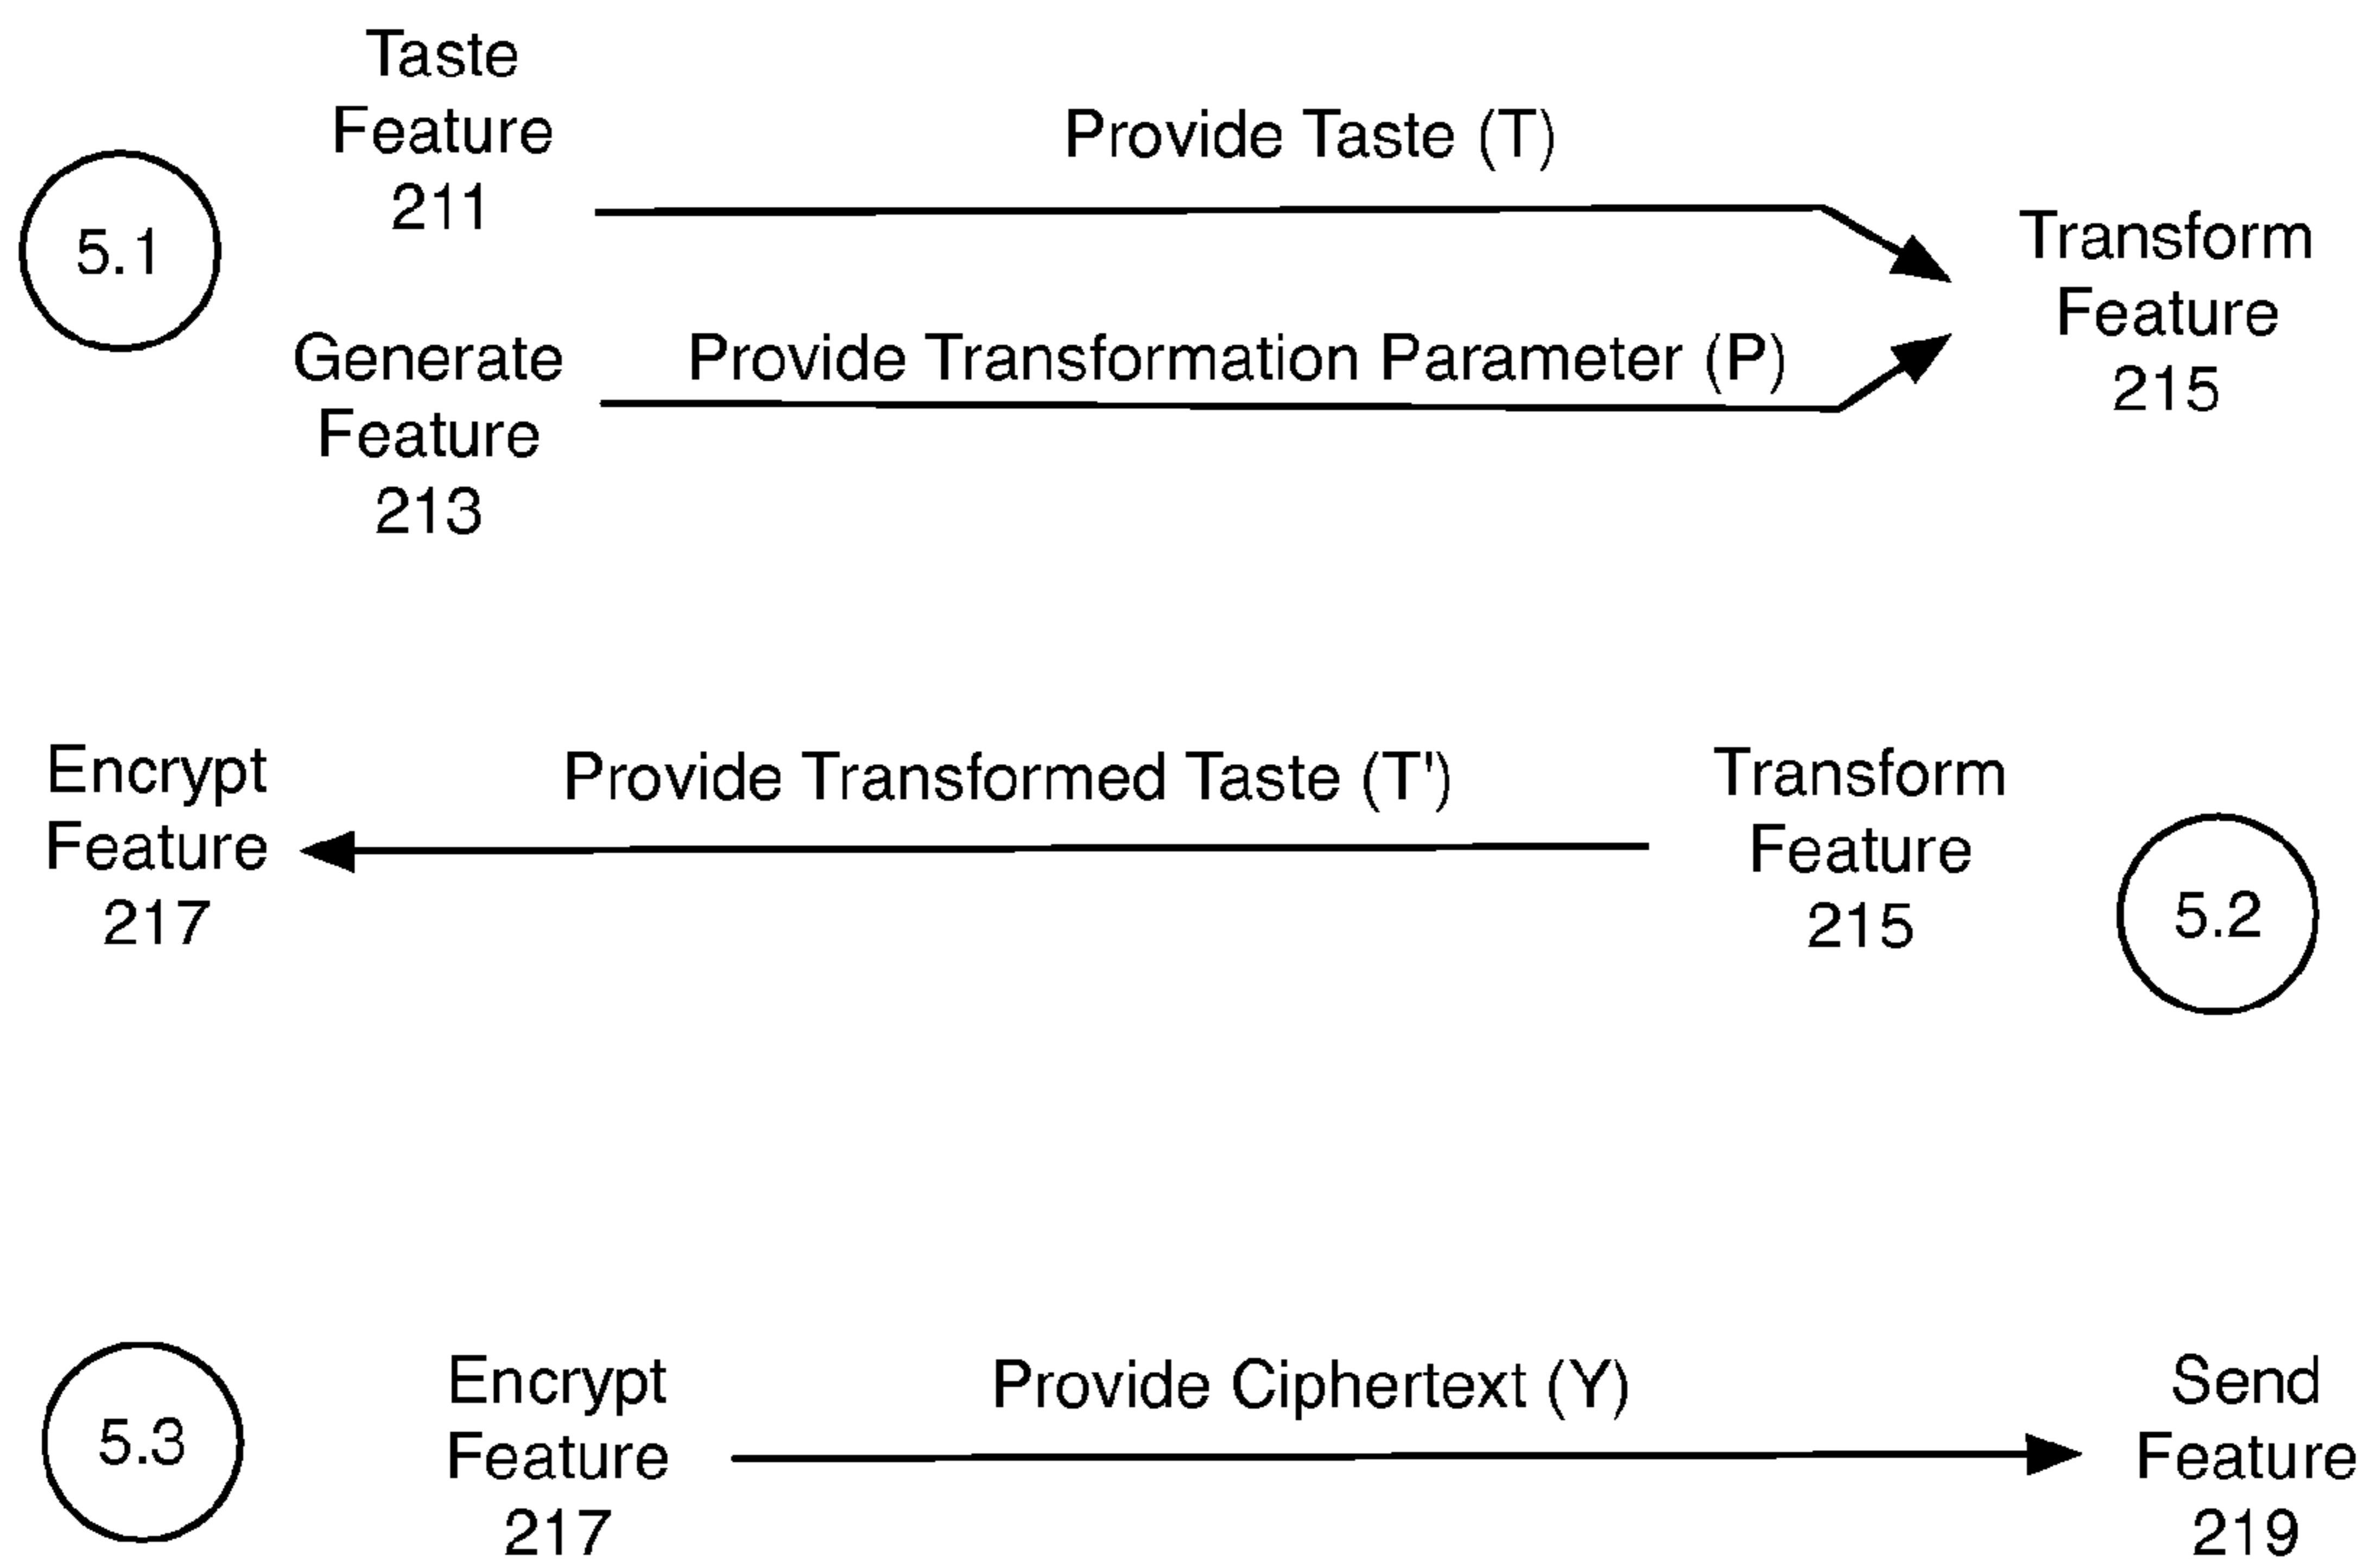 Taste
Feature
211
Provide Taste (T)
5.1
Transform
Feature
215
Generate
Feature
213
Provide Transformation Parameter (P)
Encrypt
Feature
217
Provide Transformed Taste (T')
Transform
Feature
215
5.2
5.3
Encrypt
Feature
217
Provide Ciphertext (Y)
Send
Feature
219